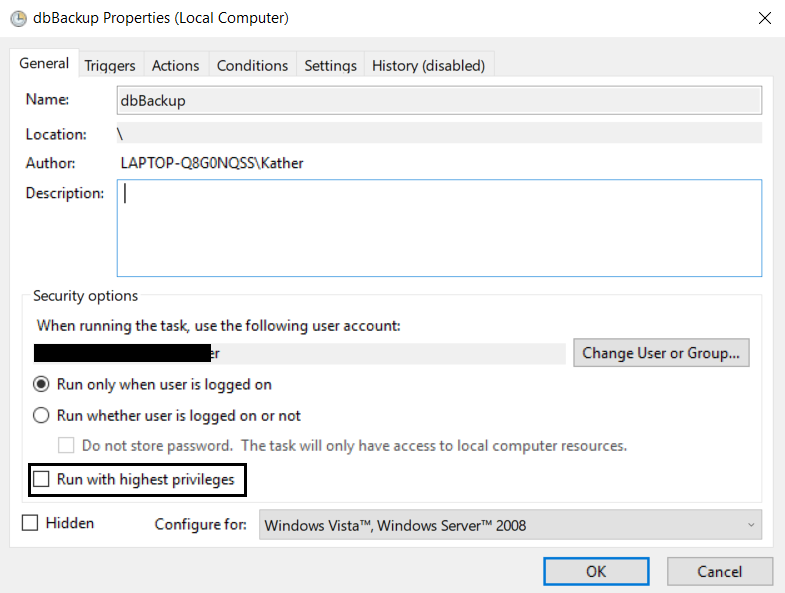 dbBackup Properties (Local Computer)
General Triggers Actions Conditions Settings History (disabled)
Name: dbBackup
Location: \
Author: LAPTOP-Q8G0NQSS\Kather
Description:
Security options
When running the task, use the following user account:
er Change User or Group...
Run only when user is logged on
Run whether user is logged on or not
Do not store password. The task will only have access to local computer resources.
Run with highest privileges
Hidden Configure for: Windows Vista™, Windows Server™ 2008
OK Cancel